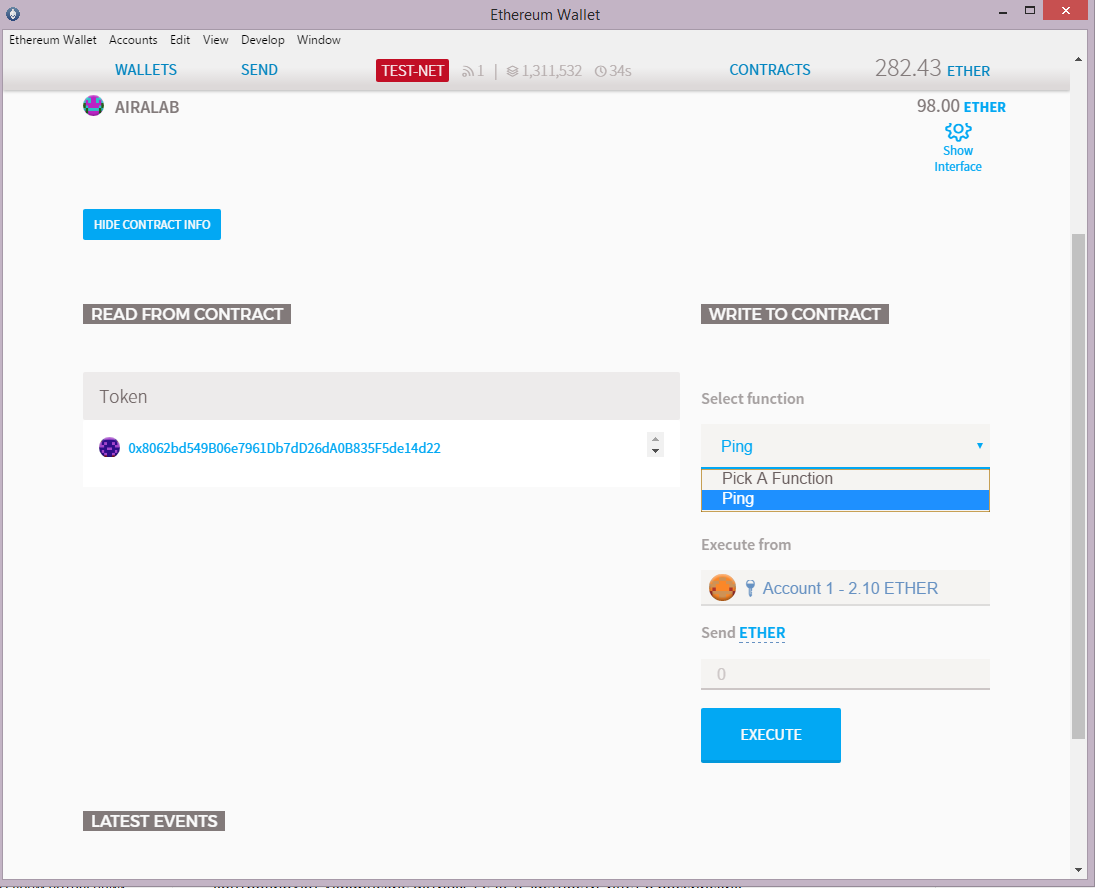 Ethereum Wallet
Ethereum Wallet Accounts Edit View Develop Window
WALLETS SEND TEST-NET 1 | 1,311,532 34s CONTRACTS 282.43 ETHER
AIRALAB 98.00 ETHER
Show
Interface
HIDE CONTRACT INFO
READ FROM CONTRACT WRITE TO CONTRACT
Token
Select function
0x8062bd549B06e7961Db7dD26dA0B835F5de14d22
Ping
Pick A Function
Ping
Execute from
Account 1 - 2.10 ETHER
Send ETHER
0
EXECUTE
LATEST EVENTS